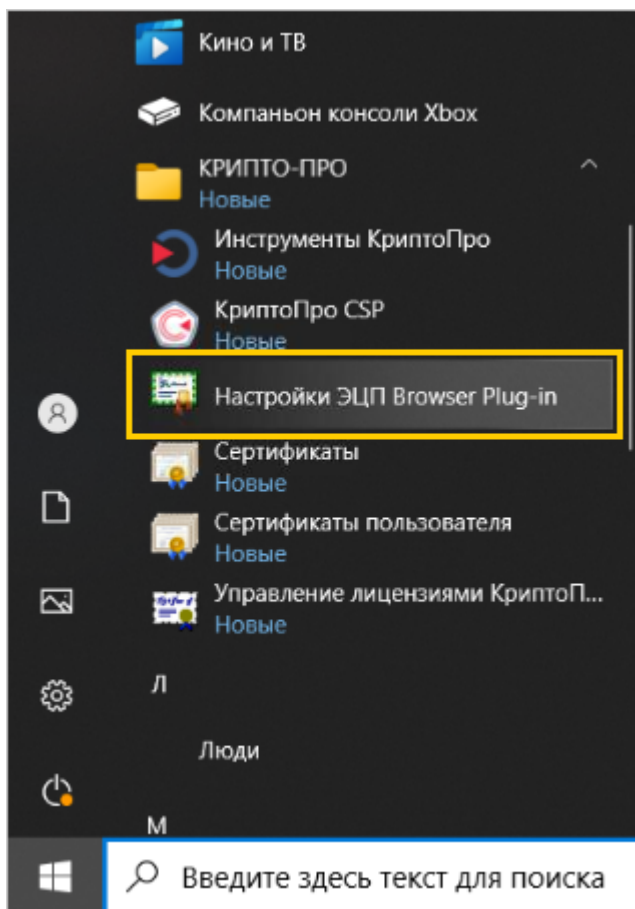 Кино и ТВ
Компаньон консоли Xbox
КРИПТО-ПРО
Новые
Инструменты КриптоПро
Новые
КриптоПро CSP
Новые
Настройки ЭЦП Browser Plug-in
Сертификаты
Новые
Сертификаты пользователя
Новые
Управление лицензиями КриптоП...
Новые
Л
Люди
М
Введите здесь текст для поиска